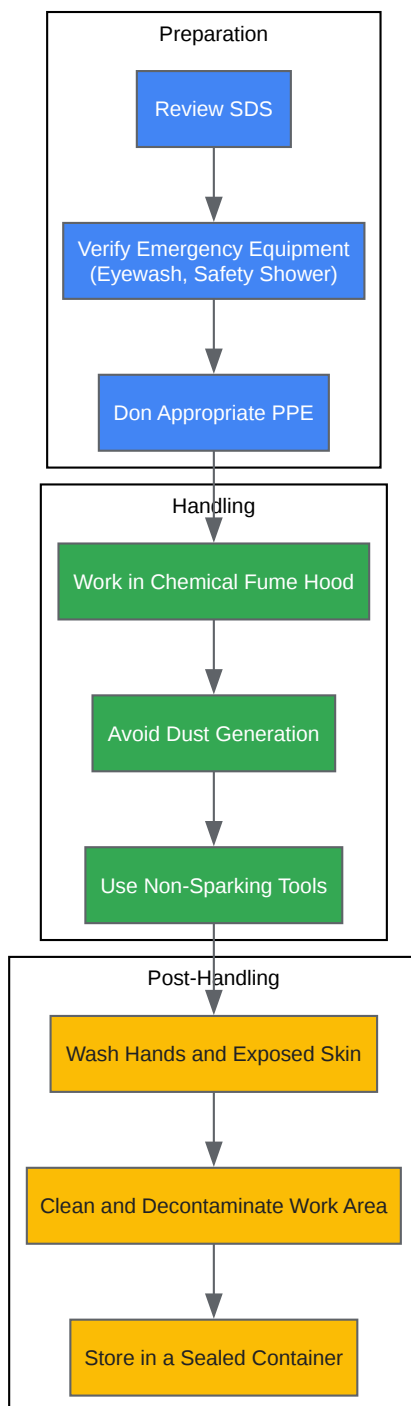 Preparation
Review SDS
Verify Emergency Equipment
(Eyewash, Safety Shower)
Don Appropriate PPE
Handling
Work in Chemical Fume Hood
Avoid Dust Generation
Use Non-Sparking Tools
Post-Handling
Wash Hands and Exposed Skin
Clean and Decontaminate Work Area
Store in a Sealed Container